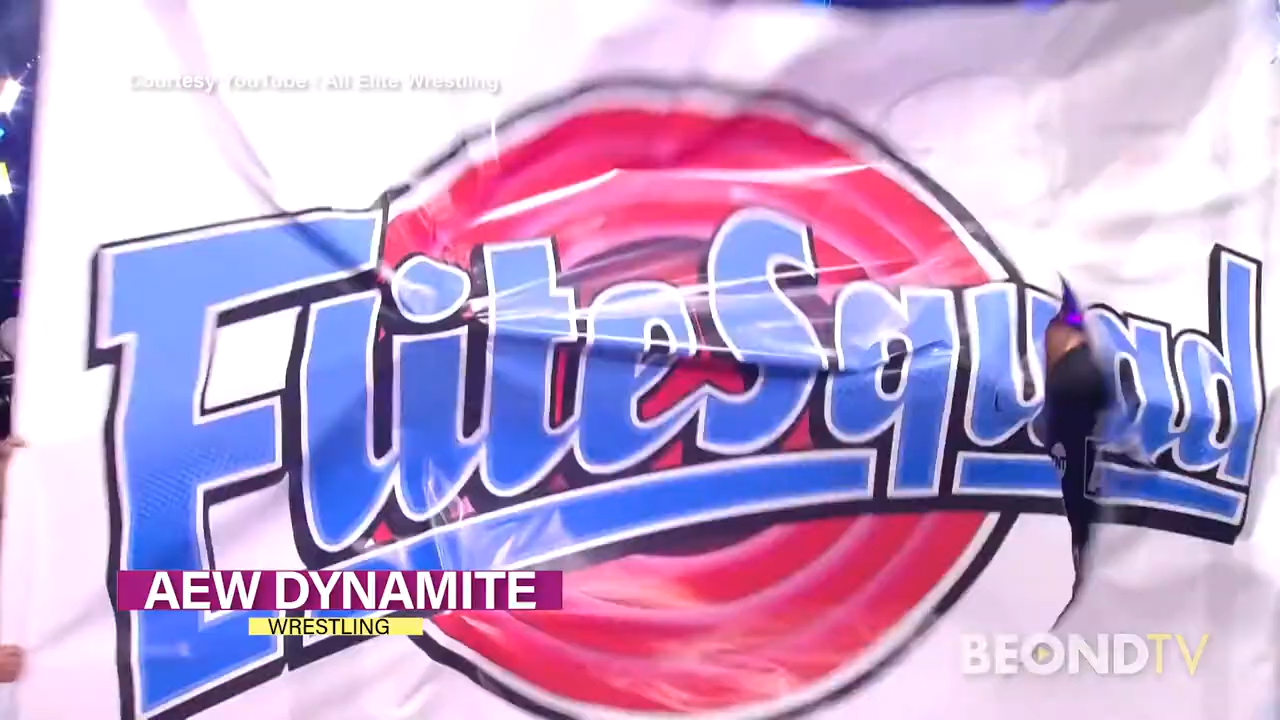 Courtesy YouTube / All Elite Wrestling
EliteSquad
AEW DYNAMITE
WRESTLING
BEONDTV